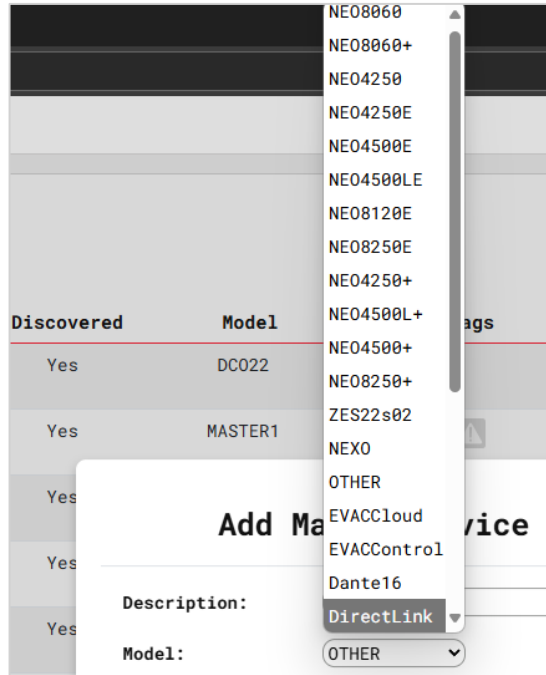 NEO8060
NEO8060+
NEO4250
NEO4250E
NEO4500E
NEO4500LE
NEO8120E
NEO8250E
NEO4250+
NEO4500L+
NEO4500+
NEO8250+
ZES22s02
NEXO
OTHER
EVACCloud
EVACControl
Dante16
DirectLink
Discovered Model ags
Yes DCO22
Yes MASTER1
Yes
Yes
Yes
Add Ma vice
Description:
Model: OTHER